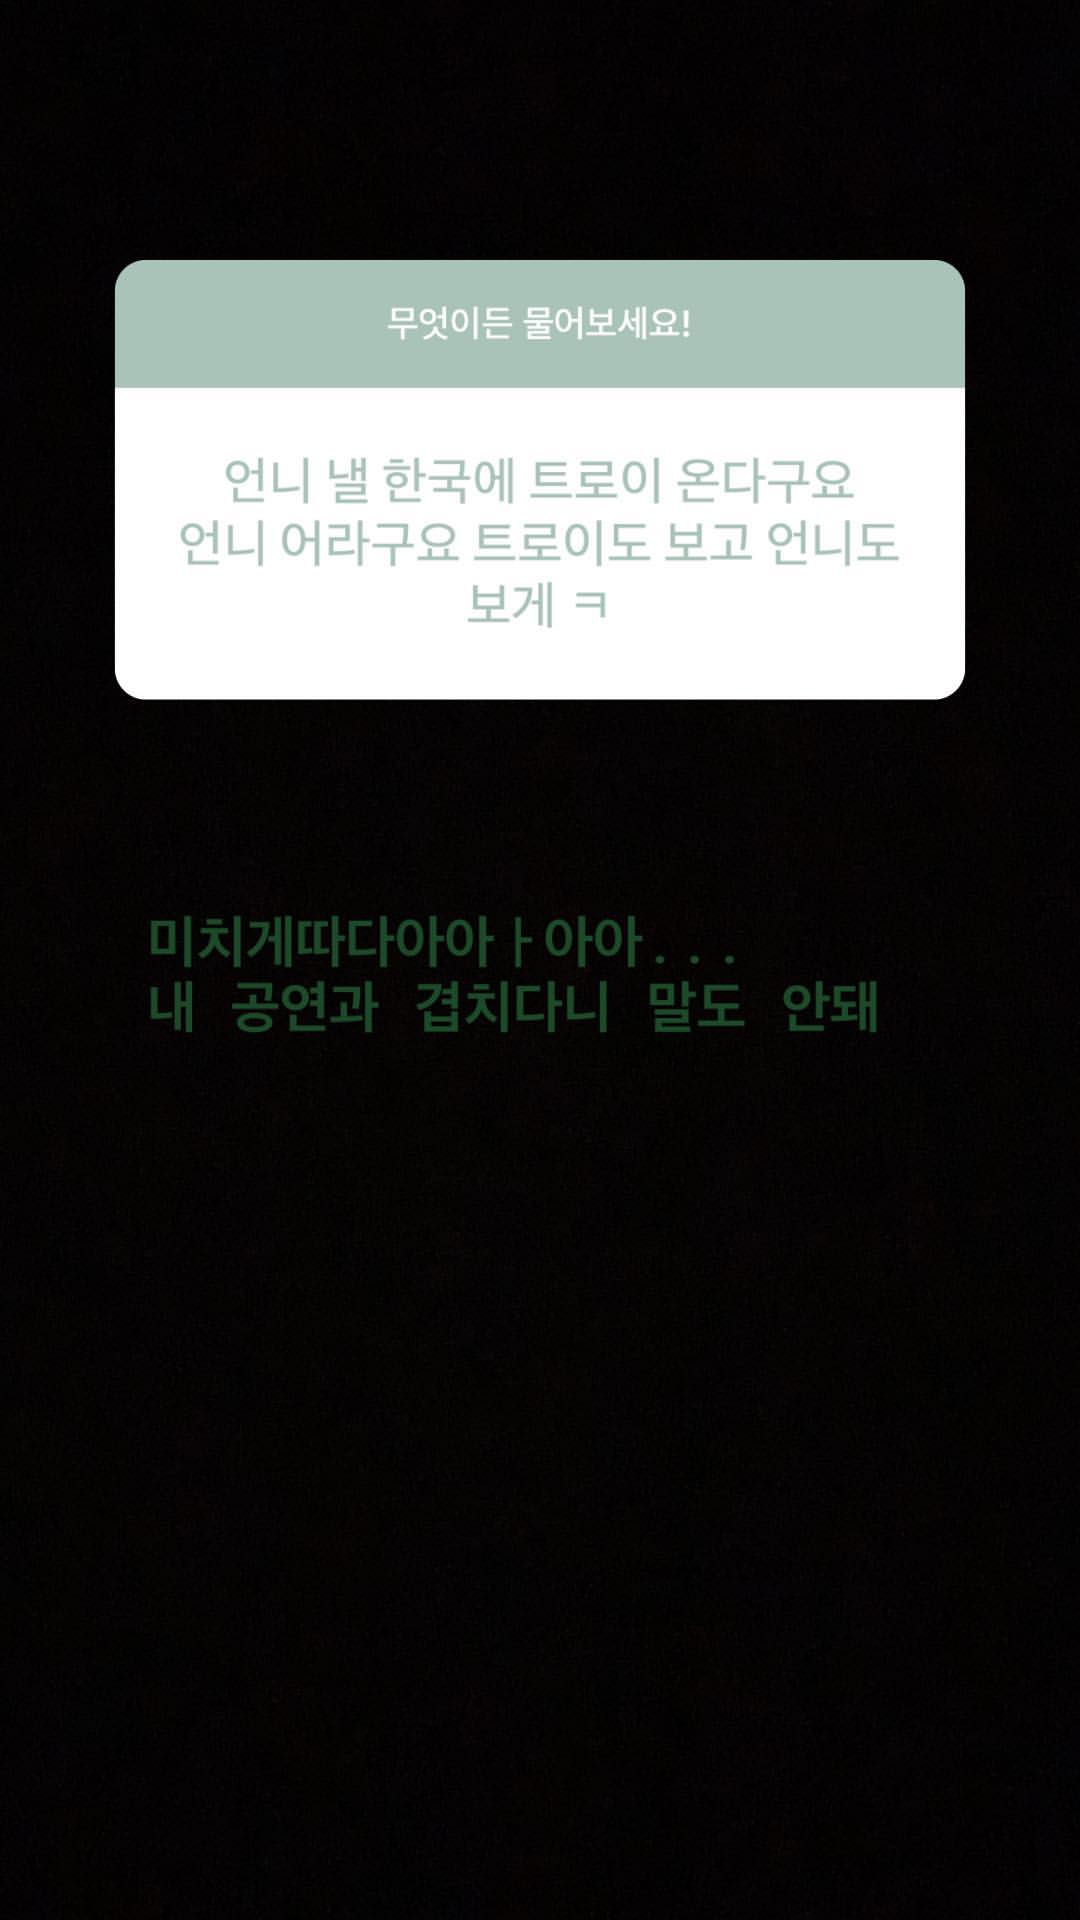 무엇이든 물어보세요!
언니 낼 한국에 트로이 온다구요
언니 어라구요 트로이도 보고 언니도
보게 ㅋ
미치게따다아아ㅏ아아...
내 공연과 겹치다니 말도 안돼